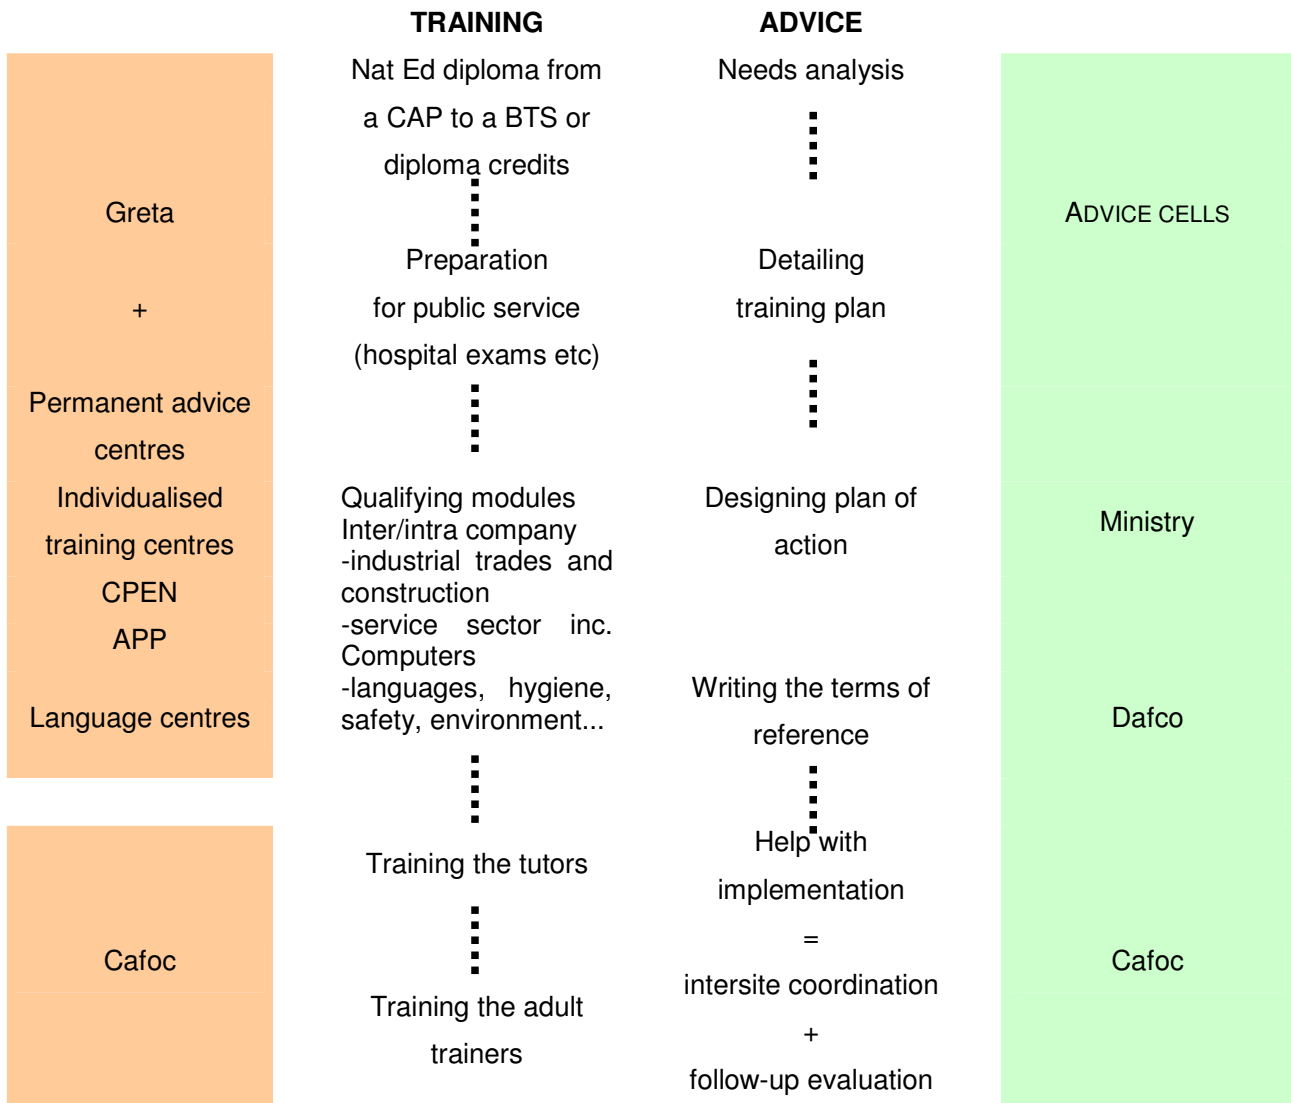 TRAINING
ADVICE
Greta
+
Permanent advice
centres
Individualised
training centres
CPEN
APP
Language centres
Cafoc
Nat Ed diploma from
a CAP to a BTS or
diploma credits
Preparation
for public service
(hospital exams etc)
Qualifying modules
Inter/intra company
-industrial trades and
construction
-service sector inc.
Computers
-languages, hygiene,
safety, environment...
Training the tutors
Training the adult
trainers
Needs analysis
Detailing
training plan
Designing plan of
action
Writing the terms of
reference
Help with
implementation
=
intersite coordination
+
follow-up evaluation
ADVICE CELLS
Ministry
Dafco
Cafoc